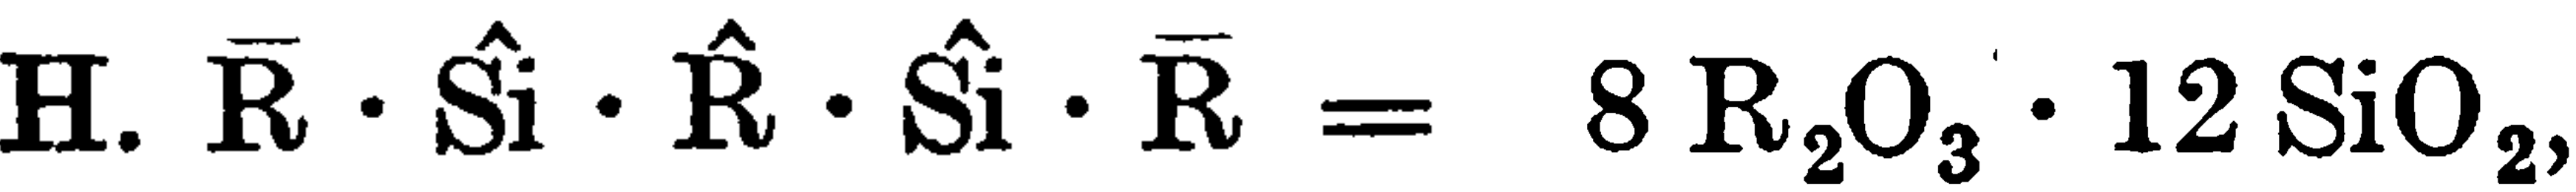 H. R̅ · Ŝi · R̂ · Ŝi · R̅ = 8 R₂O₃ · 12 SiO₂,